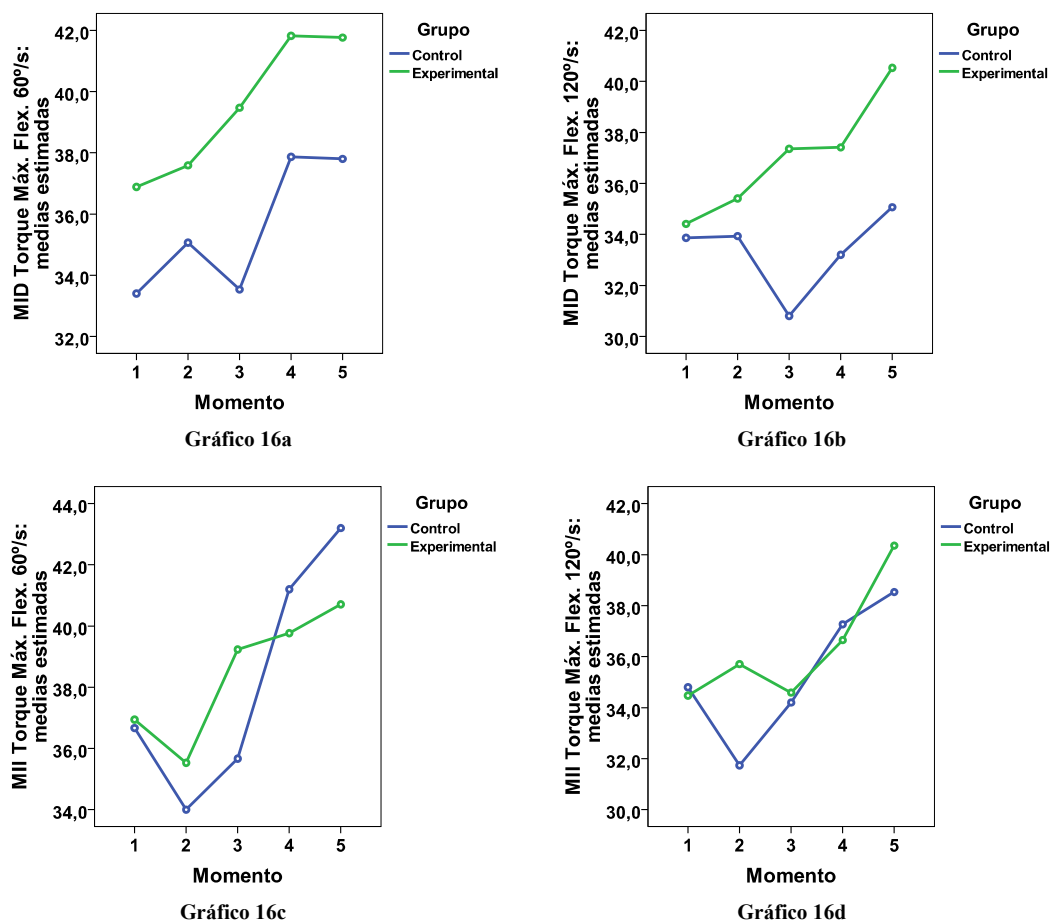 MID Torque Máx. Flex. 60º/s:
medias estimadas
42,0
40,0
38,0
36,0
34,0
32,0
1 2 3 4 5
Momento
Grupo
Control
Experimental
Gráfico 16a
MID Torque Máx. Flex. 120º/s:
medias estimadas
42,0
40,0
38,0
36,0
34,0
32,0
30,0
1 2 3 4 5
Momento
Grupo
Control
Experimental
Gráfico 16b
MII Torque Máx. Flex. 60º/s:
medias estimadas
44,0
42,0
40,0
38,0
36,0
34,0
1 2 3 4 5
Momento
Grupo
Control
Experimental
Gráfico 16c
MII Torque Máx. Flex. 120º/s:
medias estimadas
42,0
40,0
38,0
36,0
34,0
32,0
30,0
1 2 3 4 5
Momento
Grupo
Control
Experimental
Gráfico 16d